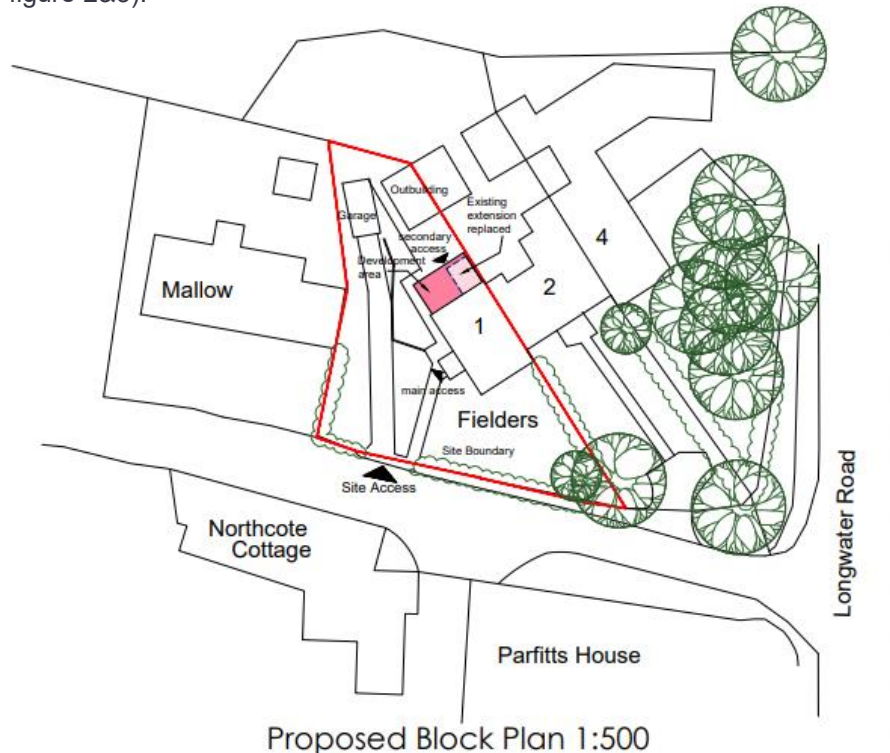 figure 2&3).
Outbuilding
Existing
extension
replaced
Garage
secondary
access
Development
area
4
Mallow
2
1
main access
Fielders
Site Boundary
Site Access
Northcote
Cottage
Longwater Road
Parfitts House
Proposed Block Plan 1:500